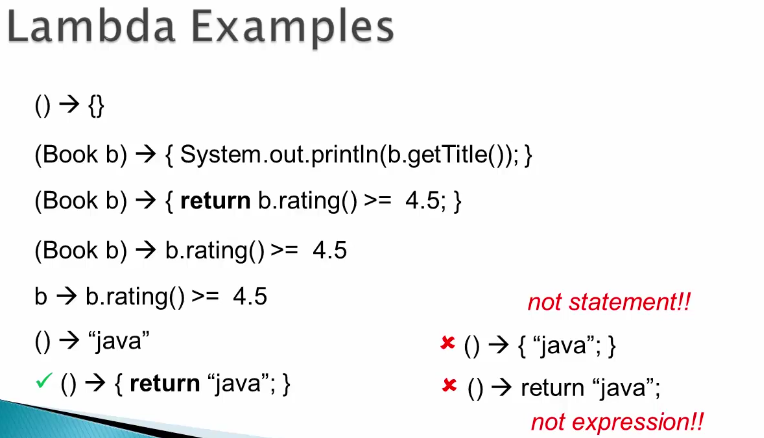 Lambda Examples
() → {}
(Book b) → { System.out.println(b.getTitle()); }
(Book b) → { return b.rating() >= 4.5; }
(Book b) → b.rating() >= 4.5
b → b.rating() >= 4.5
not statement!!
() → “java”
✖ () → { “java”; }
✓ () → { return “java”; }
✖ () → return “java”;
not expression!!